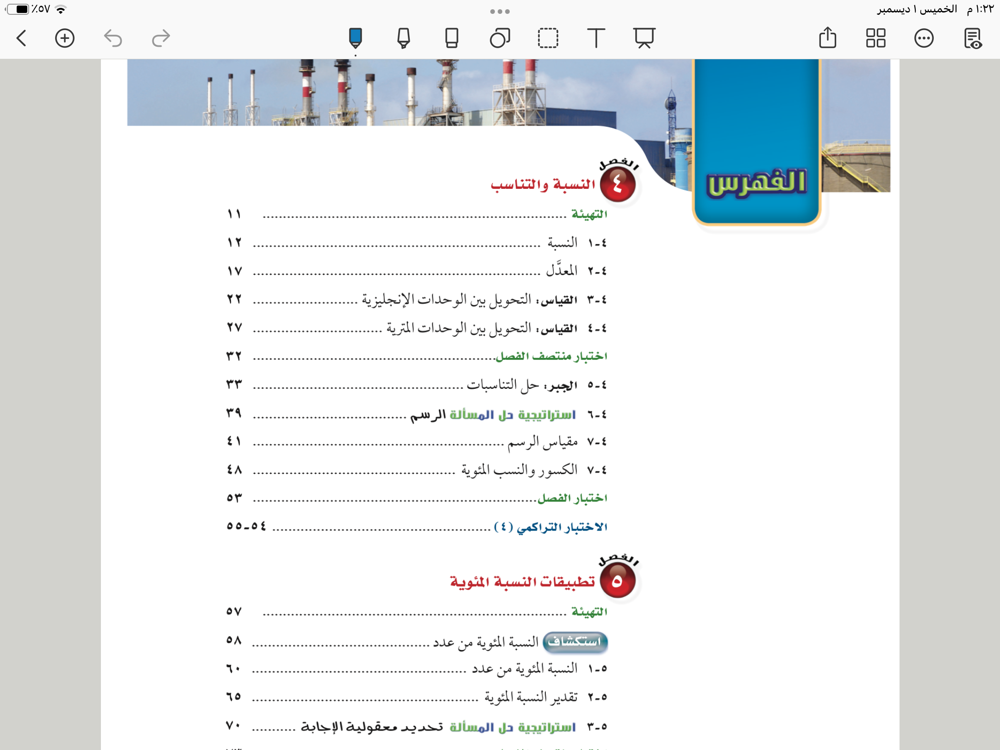 ١:٢٢ م الخميس ١ ديسمبر
٪٥٧
الفهرس
الفصل
٤ النسبة والتناسب
التهيئة ........................................ ١١
٤-١ النسبة ........................................ ١٢
٤-٢ المعدَّل ........................................ ١٧
٤-٣ القياس: التحويل بين الوحدات الإنجليزية ........................................ ٢٢
٤-٤ القياس: التحويل بين الوحدات المترية ........................................ ٢٧
اختبار منتصف الفصل ........................................ ٣٢
٤-٥ الجبر: حل التناسبات ........................................ ٣٣
٤-٦ استراتيجية حل المسألة الرسم ........................................ ٣٩
٤-٧ مقياس الرسم ........................................ ٤١
٤-٧ الكسور والنسب المئوية ........................................ ٤٨
اختبار الفصل ........................................ ٥٣
الاختبار التراكمي (٤) ........................................ ٥٤-٥٥
الفصل
٥ تطبيقات النسبة المئوية
التهيئة ........................................ ٥٧
استكشاف النسبة المئوية من عدد ........................................ ٥٨
٥-١ النسبة المئوية من عدد ........................................ ٦٠
٥-٢ تقدير النسبة المئوية ........................................ ٦٥
٥-٣ استراتيجية حل المسألة تحديد معقولية الإجابة ........... ٧٠